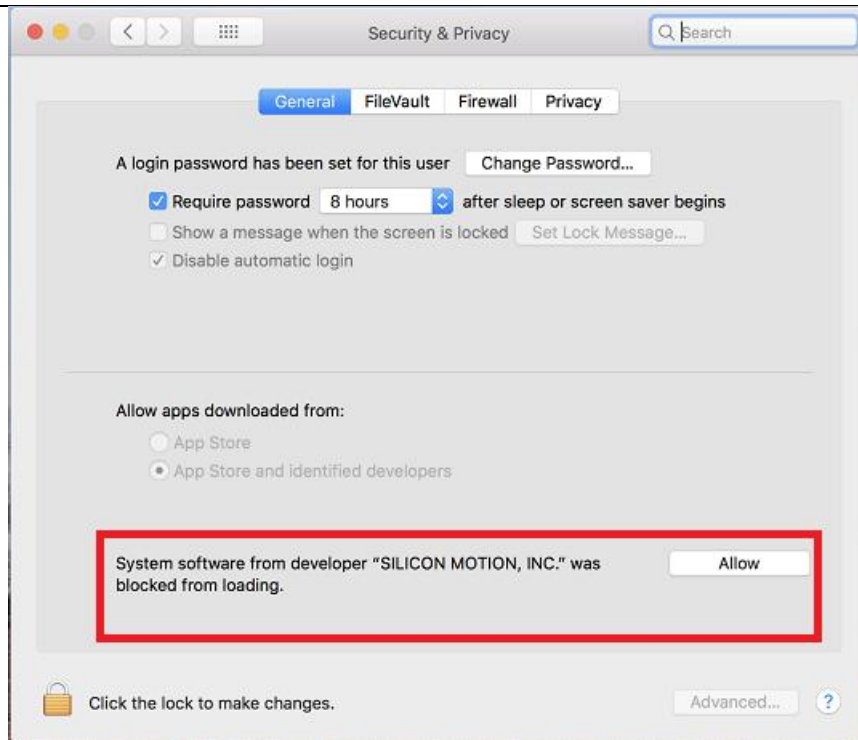 Security & Privacy
Search
General FileVault Firewall Privacy
A login password has been set for this user Change Password...
Require password 8 hours after sleep or screen saver begins
Show a message when the screen is locked Set Lock Message...
Disable automatic login
Allow apps downloaded from:
App Store
App Store and identified developers
System software from developer “SILICON MOTION, INC.” was Allow
blocked from loading.
Click the lock to make changes. Advanced... ?